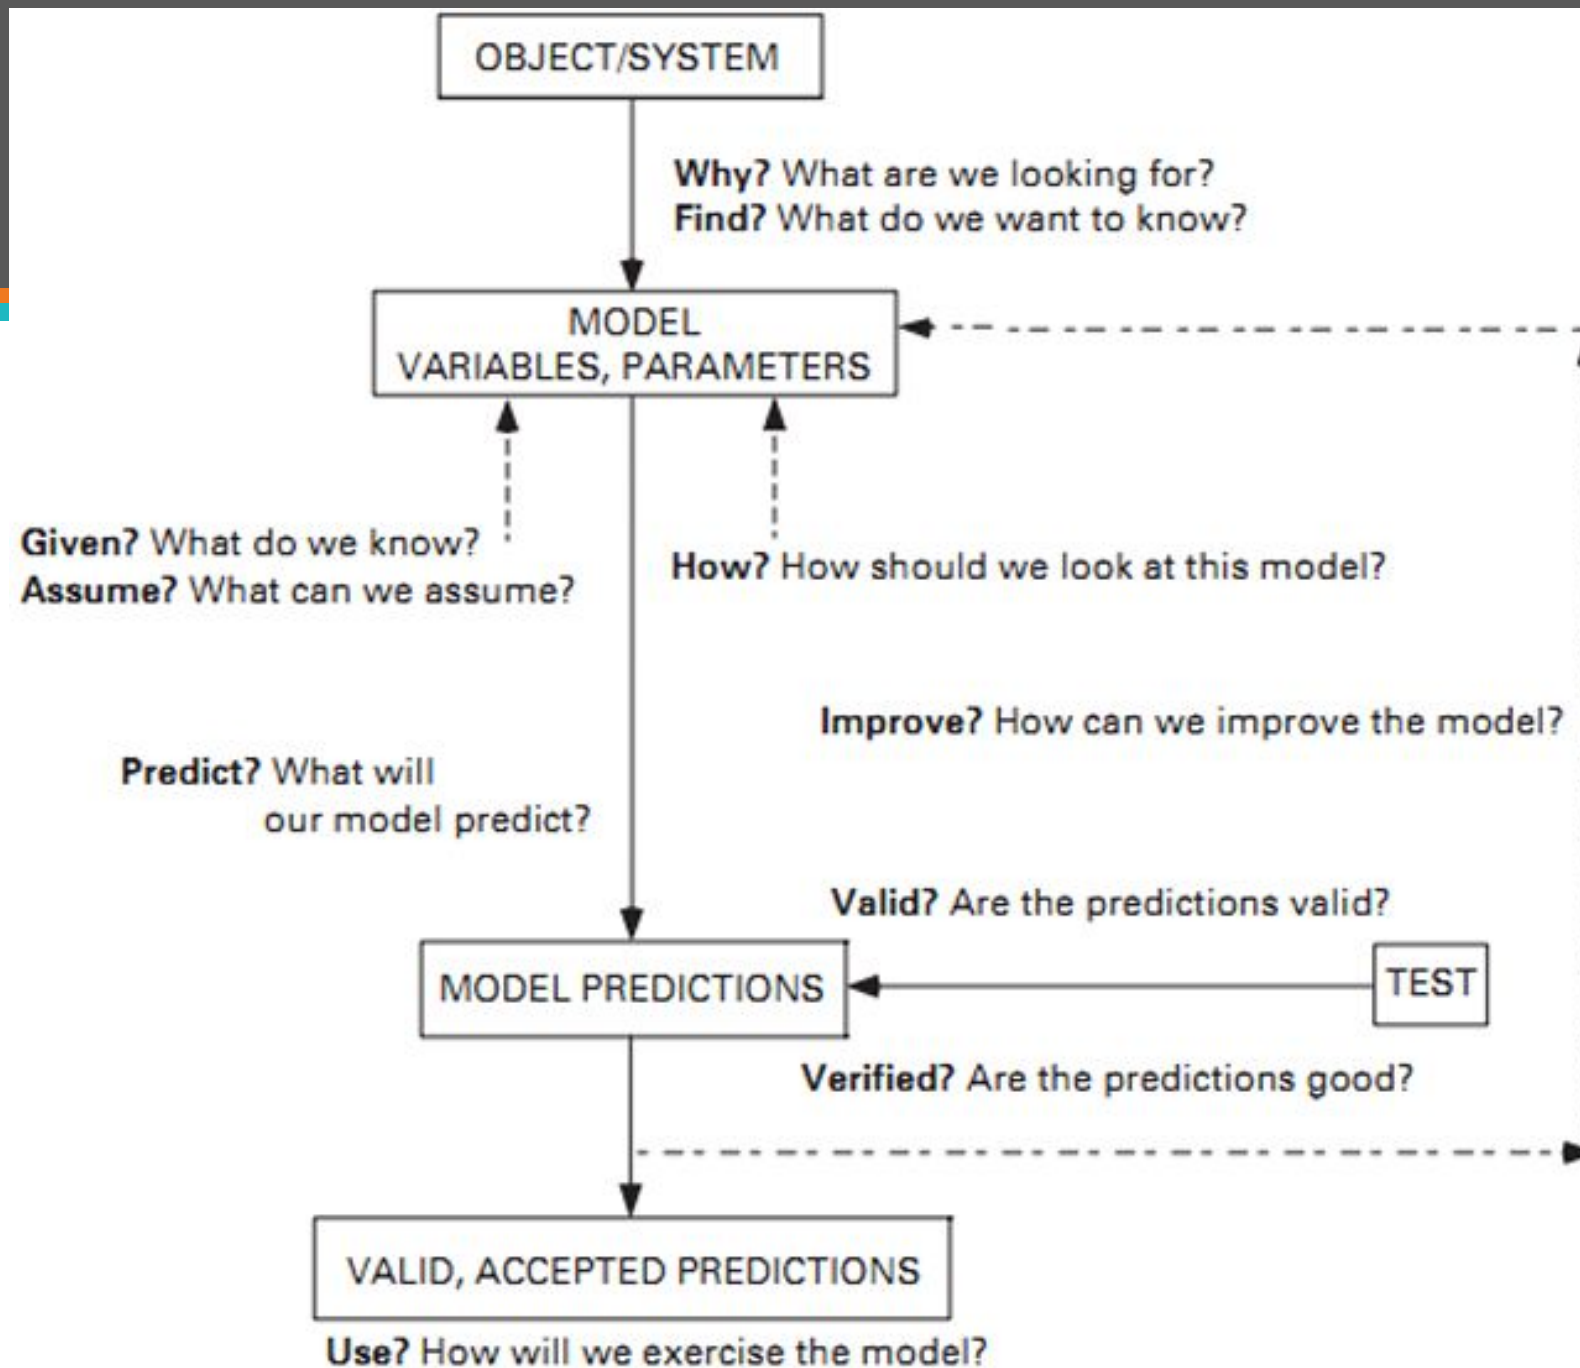 OBJECT/SYSTEM
Why? What are we looking for?
Find? What do we want to know?
MODEL
VARIABLES, PARAMETERS
Given? What do we know?
Assume? What can we assume?
How? How should we look at this model?
Improve? How can we improve the model?
Predict? What will
our model predict?
Valid? Are the predictions valid?
MODEL PREDICTIONS
TEST
Verified? Are the predictions good?
VALID, ACCEPTED PREDICTIONS
Use? How will we exercise the model?